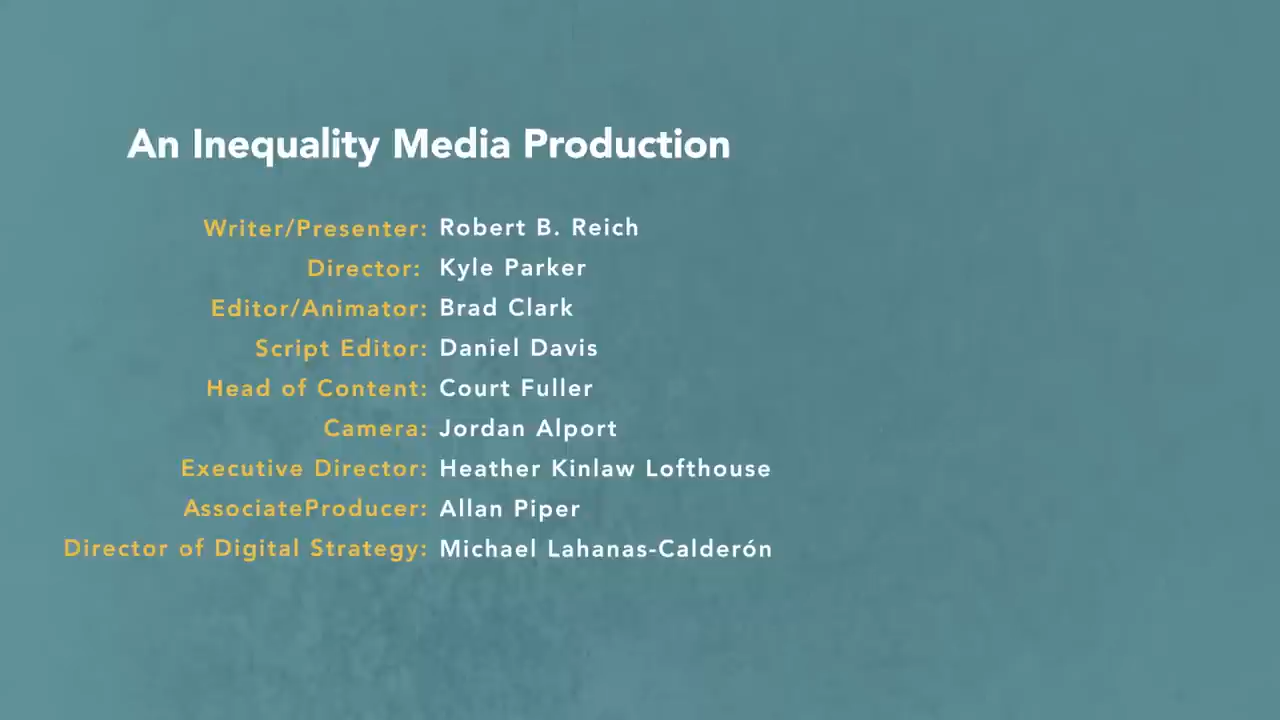 An Inequality Media Production
Writer/Presenter: Robert B. Reich
Director: Kyle Parker
Editor/Animator: Brad Clark
Script Editor: Daniel Davis
Head of Content: Court Fuller
Camera: Jordan Alport
Executive Director: Heather Kinlaw Lofthouse
AssociateProducer: Allan Piper
Director of Digital Strategy: Michael Lahanas-Calderón